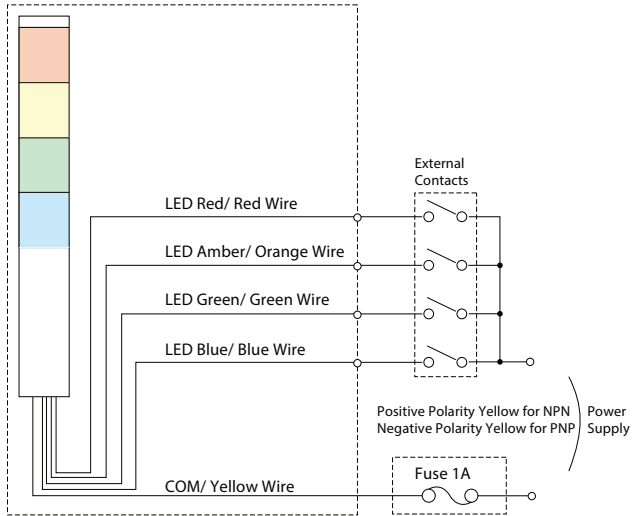 External
Contacts
LED Red/ Red Wire
LED Amber/ Orange Wire
LED Green/ Green Wire
LED Blue/ Blue Wire
Positive Polarity Yellow for NPN
Negative Polarity Yellow for PNP
Power
Supply
Fuse 1A
COM/ Yellow Wire